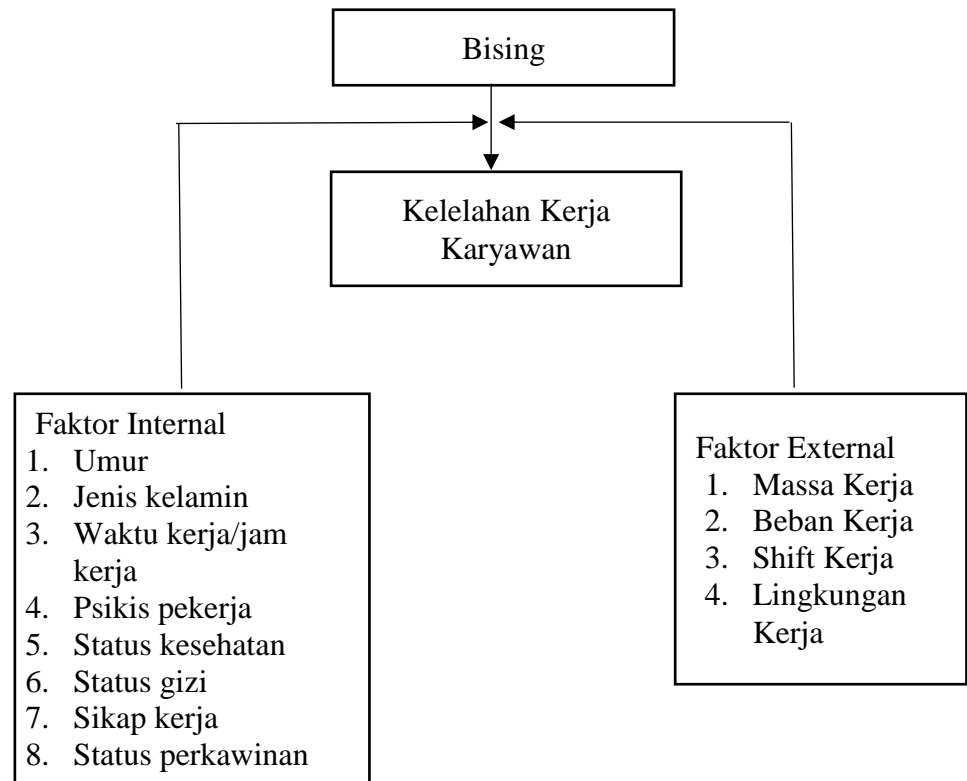 Bising
Kelelahan Kerja
Karyawan
Faktor Internal
1. Umur
2. Jenis kelamin
3. Waktu kerja/jam
kerja
4. Psikis pekerja
5. Status kesehatan
6. Status gizi
7. Sikap kerja
8. Status perkawinan
Faktor External
1. Massa Kerja
2. Beban Kerja
3. Shift Kerja
4. Lingkungan
Kerja